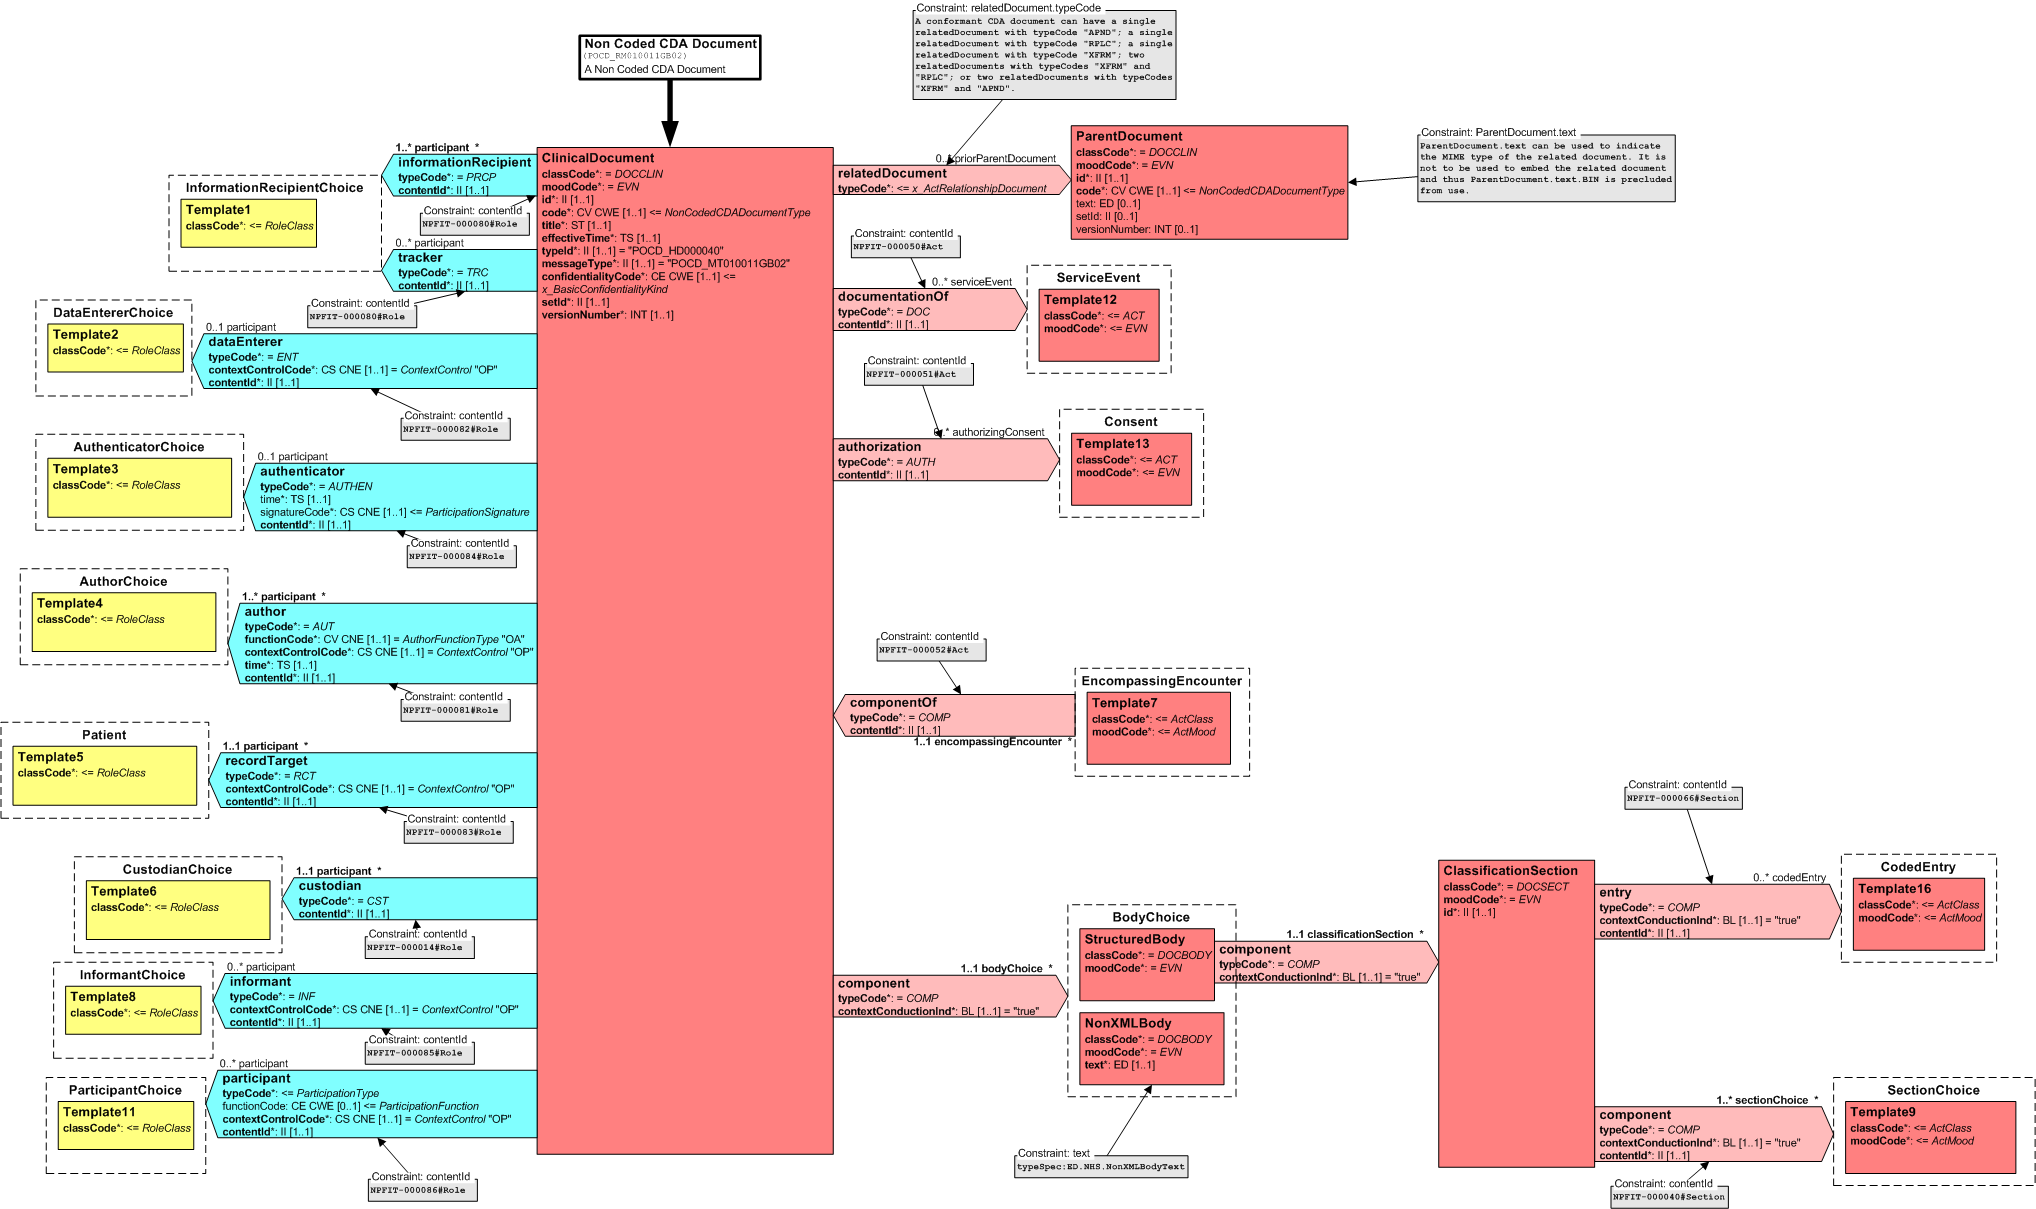 Non Coded CDA Document
(POCD_RM010011GB02)
A Non Coded CDA Document
Constraint: relatedDocument.typeCode
A conformant CDA document can have a single
relatedDocument with typeCode "APND"; a single
relatedDocument with typeCode "RPLC"; a single
relatedDocument with typeCode "XFRM"; two
relatedDocuments with typeCodes "XFRM" and
"RPLC"; or two relatedDocuments with typeCodes
"XFRM" and "APND".
Constraint: ParentDocument.text
ParentDocument.text can be used to indicate
the MIME type of the related document. It is
not to be used to embed the related document
and thus ParentDocument.text.BIN is precluded
from use.
ClinicalDocument
classCode*: = DOCCLIN
moodCode*: = EVN
id*: II [1..1]
code*: CV CWE [1..1] <= NonCodedCDADocumentType
title*: ST [1..1]
effectiveTime*: TS [1..1]
typeId*: II [1..1] = "POCD_HD000040"
messageType*: II [1..1] = "POCD_MT010011GB02"
confidentialityCode*: CE CWE [1..1] <=
x_BasicConfidentialityKind
setId*: II [1..1]
versionNumber*: INT [1..1]
1..* participant *
informationRecipient
typeCode*: = PRCP
contentId*: II [1..1]
InformationRecipientChoice
Template1
classCode*: <= RoleClass
Constraint: contentId
NPFIT-000080#Role
0..* participant
tracker
typeCode*: = TRC
contentId*: II [1..1]
Constraint: contentId
NPFIT-000080#Role
DataEntererChoice
Template2
classCode*: <= RoleClass
0..1 participant
dataEnterer
typeCode*: = ENT
contextControlCode*: CS CNE [1..1] = ContextControl "OP"
contentId*: II [1..1]
Constraint: contentId
NPFIT-000082#Role
AuthenticatorChoice
Template3
classCode*: <= RoleClass
0..1 participant
authenticator
typeCode*: = AUTHEN
time*: TS [1..1]
signatureCode*: CS CNE [1..1] <= ParticipationSignature
contentId*: II [1..1]
Constraint: contentId
NPFIT-000084#Role
AuthorChoice
Template4
classCode*: <= RoleClass
1..* participant *
author
typeCode*: = AUT
functionCode*: CV CNE [1..1] = AuthorFunctionType "OA"
contextControlCode*: CS CNE [1..1] = ContextControl "OP"
time*: TS [1..1]
contentId*: II [1..1]
Constraint: contentId
NPFIT-000081#Role
Patient
Template5
classCode*: <= RoleClass
1..1 participant *
recordTarget
typeCode*: = RCT
contextControlCode*: CS CNE [1..1] = ContextControl "OP"
contentId*: II [1..1]
Constraint: contentId
NPFIT-000083#Role
CustodianChoice
Template6
classCode*: <= RoleClass
1..1 participant *
custodian
typeCode*: = CST
contentId*: II [1..1]
Constraint: contentId
NPFIT-000014#Role
InformantChoice
Template8
classCode*: <= RoleClass
0..* participant
informant
typeCode*: = INF
contextControlCode*: CS CNE [1..1] = ContextControl "OP"
contentId*: II [1..1]
Constraint: contentId
NPFIT-000085#Role
ParticipantChoice
Template11
classCode*: <= RoleClass
0..* participant
participant
typeCode*: <= ParticipationType
functionCode: CE CWE [0..1] <= ParticipationFunction
contextControlCode*: CS CNE [1..1] = ContextControl "OP"
contentId*: II [1..1]
Constraint: contentId
NPFIT-000086#Role
priorParentDocument
relatedDocument
typeCode*: <= x_ActRelationshipDocument
ParentDocument
classCode*: = DOCCLIN
moodCode*: = EVN
id*: II [1..1]
code*: CV CWE [1..1] <= NonCodedCDADocumentType
text: ED [0..1]
setId: II [0..1]
versionNumber: INT [0..1]
Constraint: contentId
NPFIT-000050#Act
0..* serviceEvent
documentationOf
typeCode*: = DOC
contentId*: II [1..1]
ServiceEvent
Template12
classCode*: <= ACT
moodCode*: <= EVN
Constraint: contentId
NPFIT-000051#Act
0..* authorizingConsent
authorization
typeCode*: = AUTH
contentId*: II [1..1]
Consent
Template13
classCode*: <= ACT
moodCode*: <= EVN
Constraint: contentId
NPFIT-000052#Act
componentOf
typeCode*: = COMP
contentId*: II [1..1]
1..1 encompassingEncounter *
EncompassingEncounter
Template7
classCode*: <= ActClass
moodCode*: <= ActMood
1..1 bodyChoice *
component
typeCode*: = COMP
contextConductionInd*: BL [1..1] = "true"
BodyChoice
StructuredBody
classCode*: = DOCBODY
moodCode*: = EVN
NonXMLBody
classCode*: = DOCBODY
moodCode*: = EVN
text*: ED [1..1]
Constraint: text
typeSpec:ED.NHS.NonXMLBodyText
1..1 classificationSection *
component
typeCode*: = COMP
contextConductionInd*: BL [1..1] = "true"
ClassificationSection
classCode*: = DOCSECT
moodCode*: = EVN
id*: II [1..1]
Constraint: contentId
NPFIT-000066#Section
0..* codedEntry
entry
typeCode*: = COMP
contextConductionInd*: BL [1..1] = "true"
contentId*: II [1..1]
CodedEntry
Template16
classCode*: <= ActClass
moodCode*: <= ActMood
1..* sectionChoice *
component
typeCode*: = COMP
contextConductionInd*: BL [1..1] = "true"
contentId*: II [1..1]
SectionChoice
Template9
classCode*: <= ActClass
moodCode*: <= ActMood
Constraint: contentId
NPFIT-000040#Section